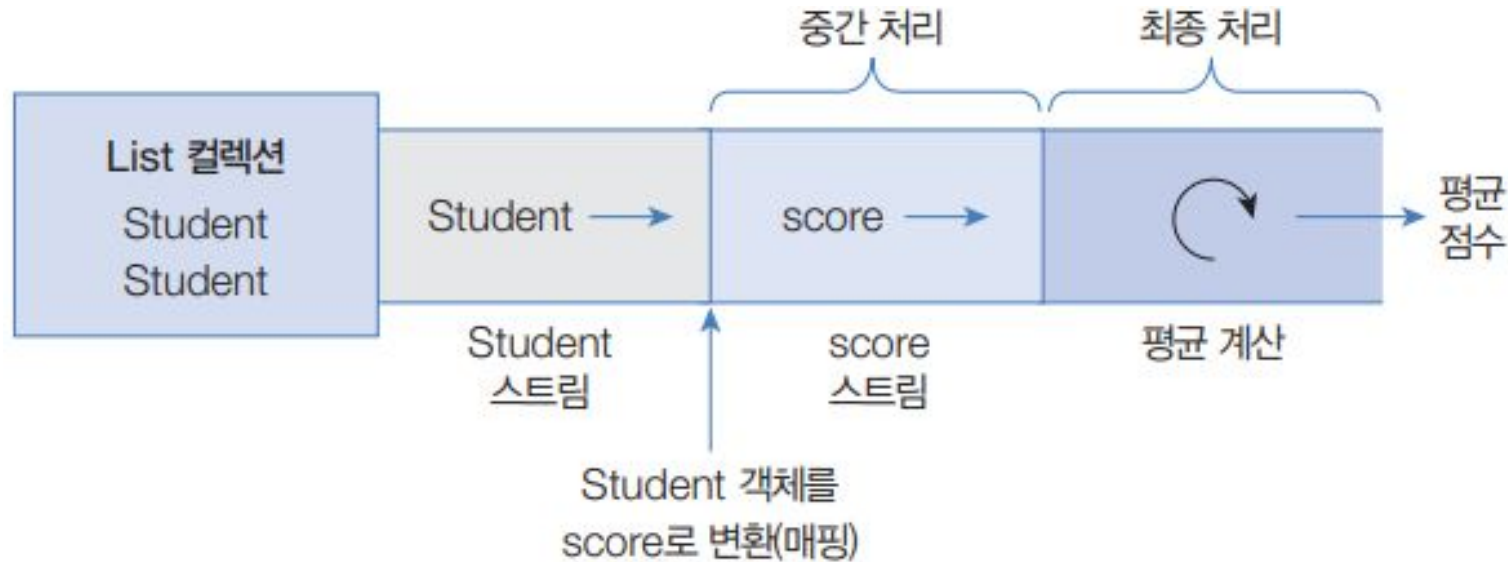 중간 처리
최종 처리
List 컬렉션
Student
Student
Student
score
평균
점수
Student
스트림
score
스트림
평균 계산
Student 객체를
score로 변환(매핑)